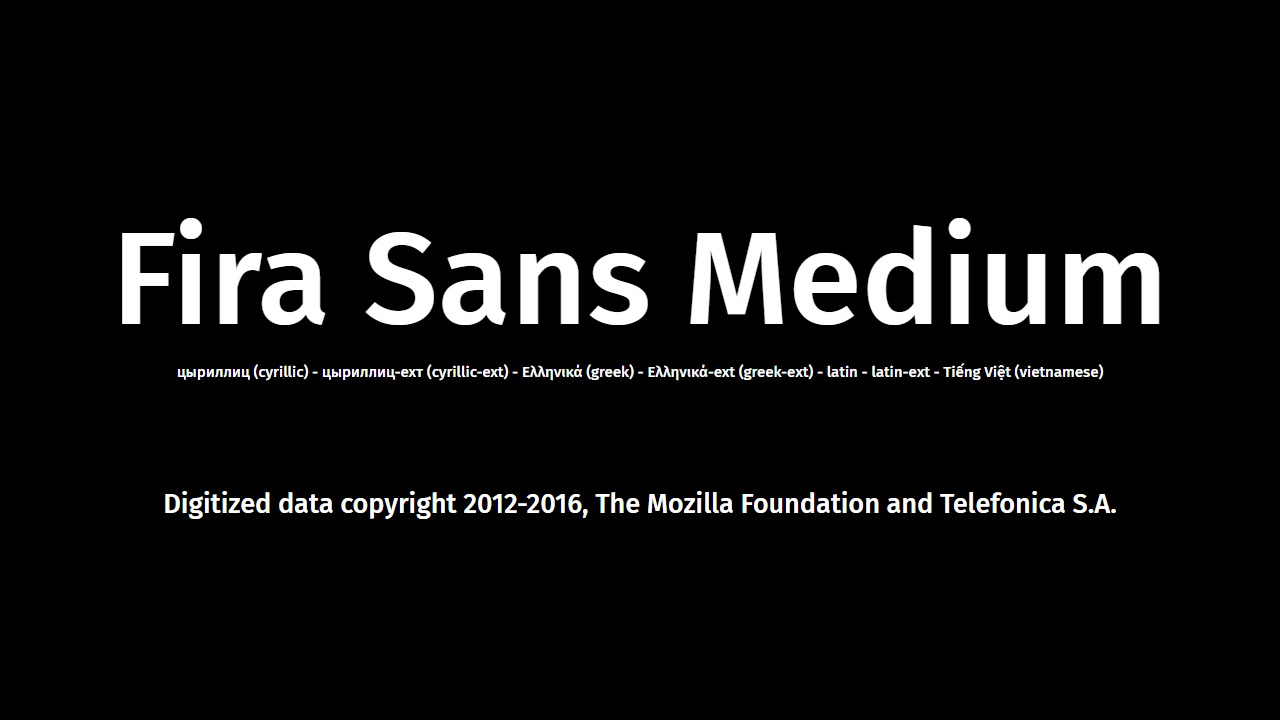 Fira Sans Medium
цыриллиц (cyrillic) - цыриллиц-ехт (cyrillic-ext) - Ελληνικά (greek) - Ελληνικά-ext (greek-ext) - latin - latin-ext - Tiếng Việt (vietnamese)
Digitized data copyright 2012-2016, The Mozilla Foundation and Telefonica S.A.